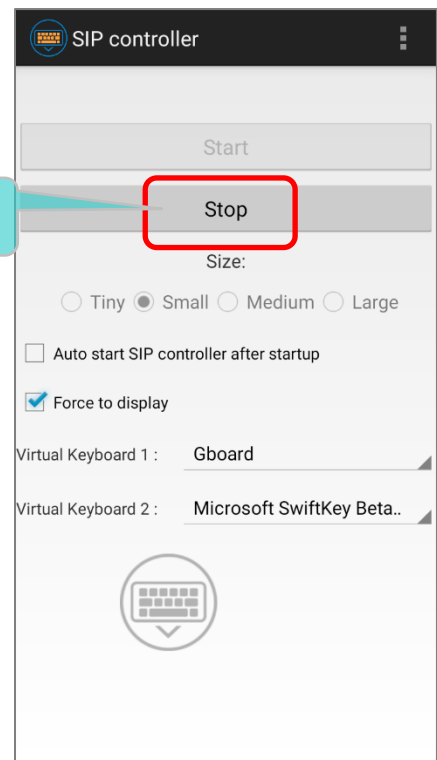 SIP controller
Start
Stop
Size:
Tiny Small Medium Large
Auto start SIP controller after startup
Force to display
Virtual Keyboard 1 : Gboard
Virtual Keyboard 2 : Microsoft SwiftKey Beta..